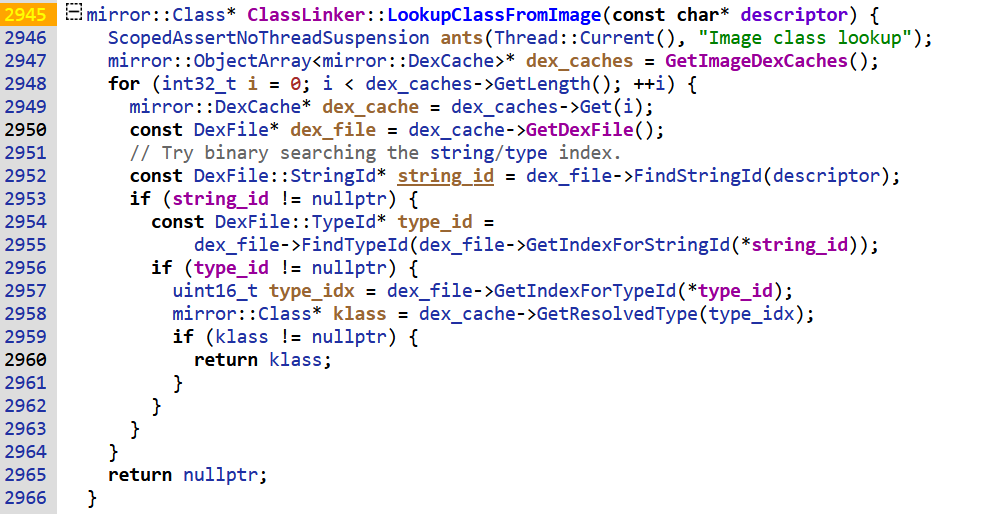 2945 mirror::Class* ClassLinker::LookupClassFromImage(const char* descriptor) {
2946   ScopedAssertNoThreadSuspension ants(Thread::Current(), "Image class lookup");
2947   mirror::ObjectArray<mirror::DexCache>* dex_caches = GetImageDexCaches();
2948   for (int32_t i = 0; i < dex_caches->GetLength(); ++i) {
2949     mirror::DexCache* dex_cache = dex_caches->Get(i);
2950     const DexFile* dex_file = dex_cache->GetDexFile();
2951     // Try binary searching the string/type index.
2952     const DexFile::StringId* string_id = dex_file->FindStringId(descriptor);
2953     if (string_id != nullptr) {
2954       const DexFile::TypeId* type_id =
2955           dex_file->FindTypeId(dex_file->GetIndexForStringId(*string_id));
2956       if (type_id != nullptr) {
2957         uint16_t type_idx = dex_file->GetIndexForTypeId(*type_id);
2958         mirror::Class* klass = dex_cache->GetResolvedType(type_idx);
2959         if (klass != nullptr) {
2960           return klass;
2961         }
2962       }
2963     }
2964   }
2965   return nullptr;
2966 }